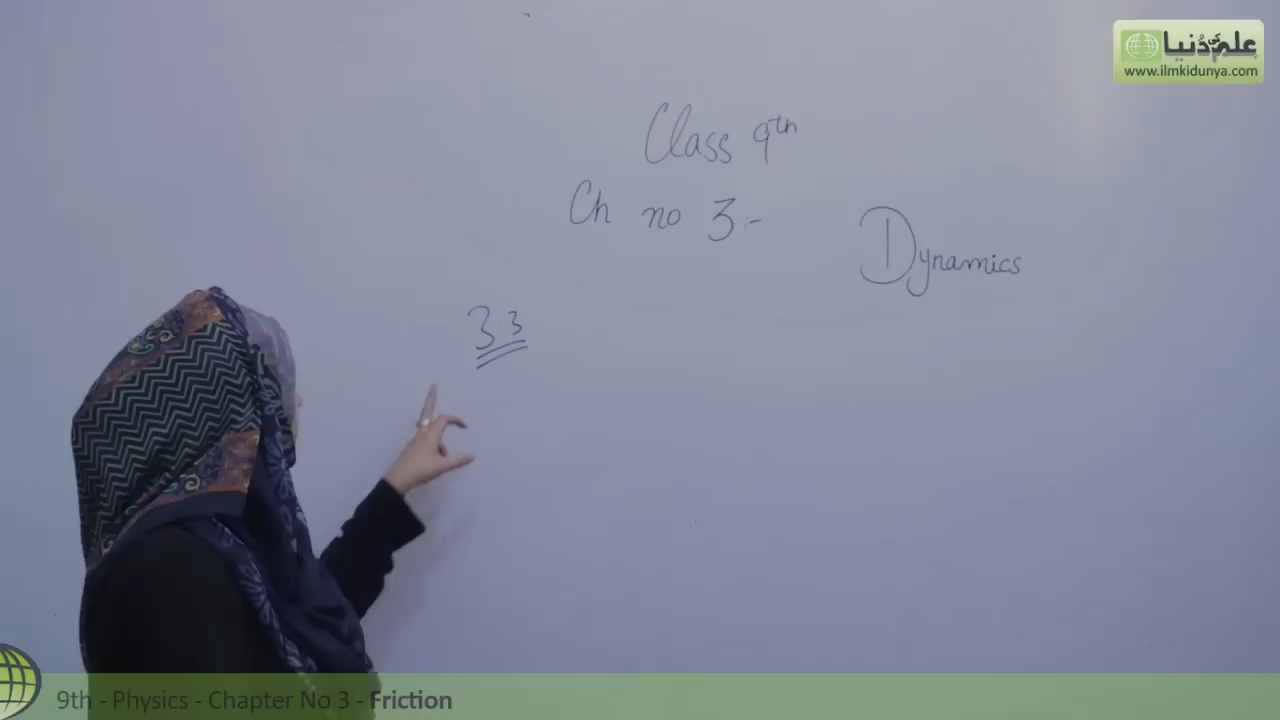 علم کی دُنیا
www.ilmkidunya.com
Class 9th
Ch no 3:-
Dynamics
3.3
9th - Physics - Chapter No 3 - Friction